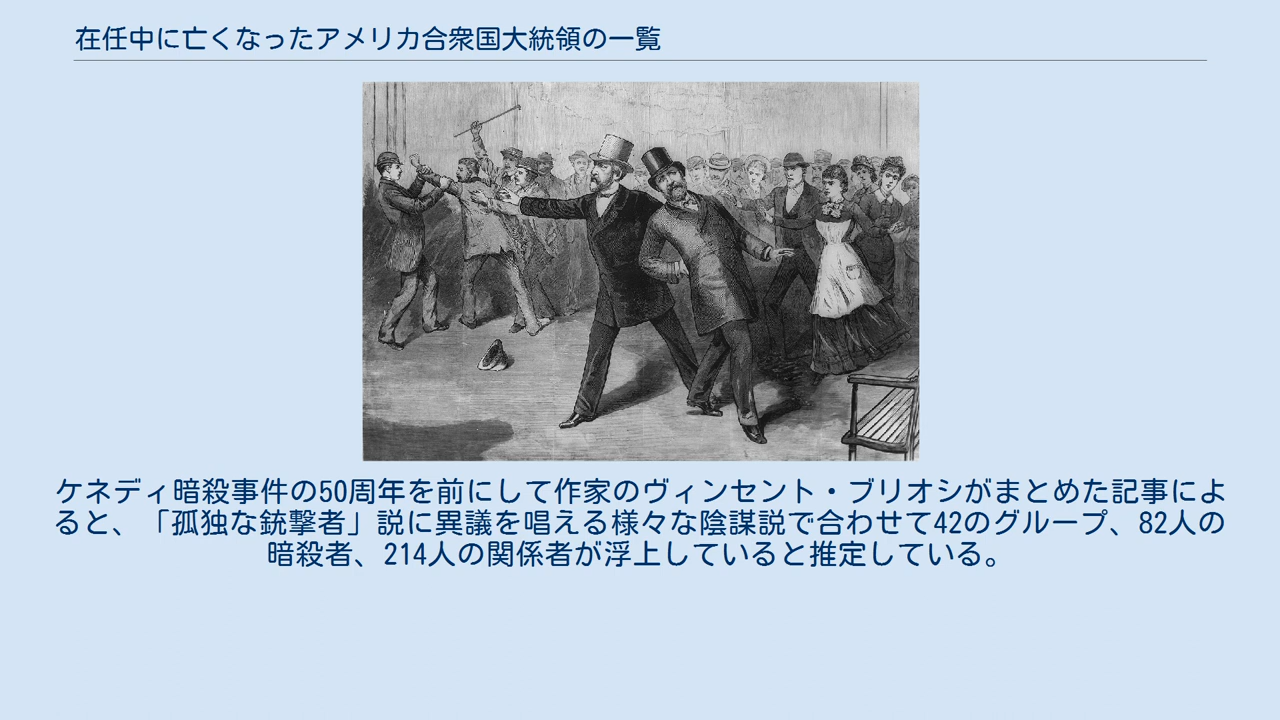 在任中に亡くなったアメリカ合衆国大統領の一覧
ケネディ暗殺事件の50周年を前にして作家のヴィンセント・ブリオシがまとめた記事によ
ると、「孤独な銃撃者」説に異議を唱える様々な陰謀説で合わせて42のグループ、82人の
暗殺者、214人の関係者が浮上していると推定している。